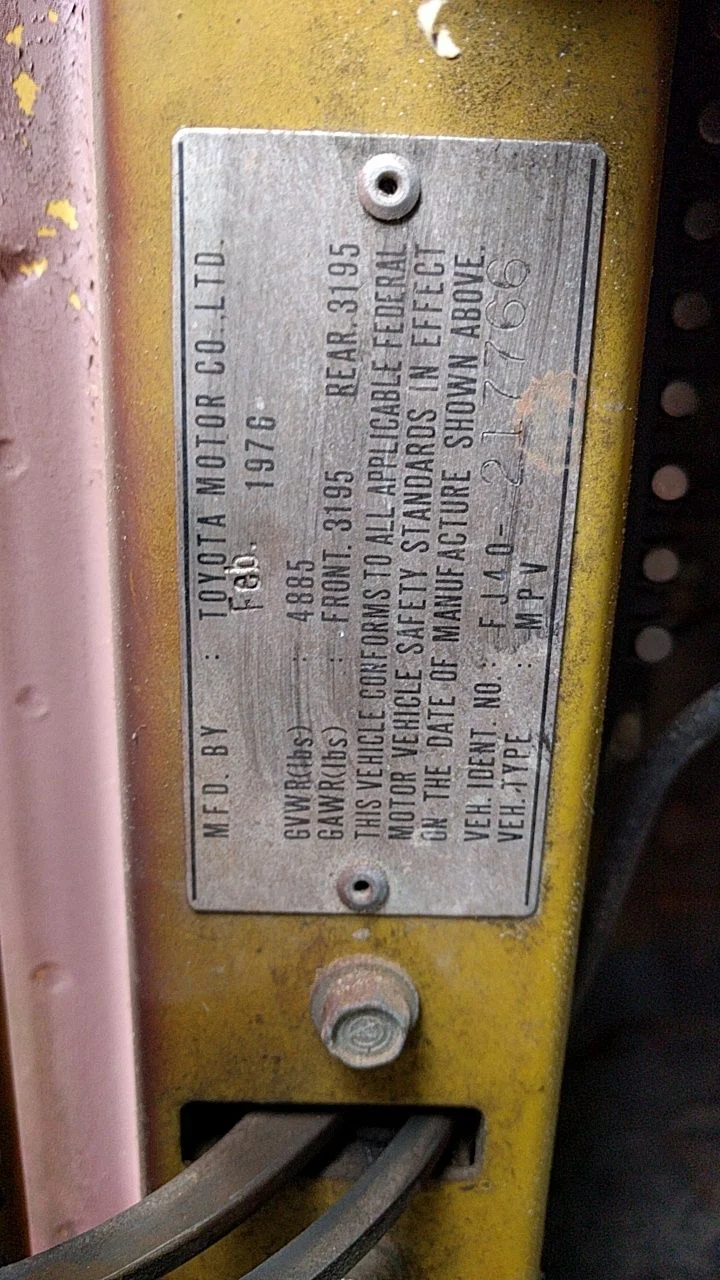 MFD. BY : TOYOTA MOTOR CO., LTD.
Feb. 1976
GVWR(lbs) : 4885
GAWR(lbs) : FRONT. 3195 REAR. 3195
THIS VEHICLE CONFORMS TO ALL APPLICABLE FEDERAL
MOTOR VEHICLE SAFETY STANDARDS IN EFFECT
ON THE DATE OF MANUFACTURE SHOWN ABOVE.
VEH. IDENT. NO. : FJ40-217766
VEH. TYPE : MPV